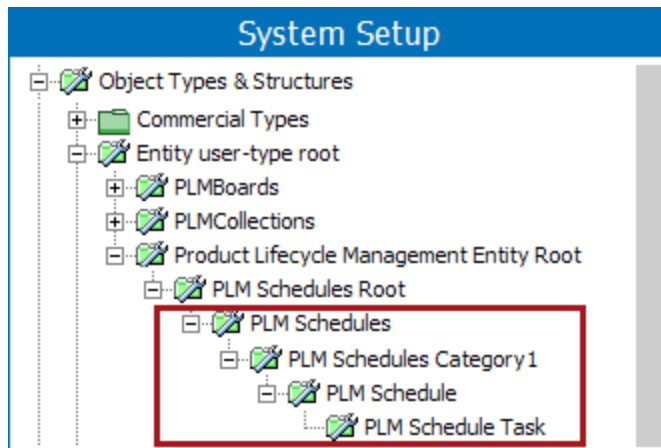 System Setup
Object Types & Structures
Commercial Types
Entity user-type root
PLMBoards
PLMCollections
Product Lifecycle Management Entity Root
PLM Schedules Root
PLM Schedules
PLM Schedules Category1
PLM Schedule
PLM Schedule Task